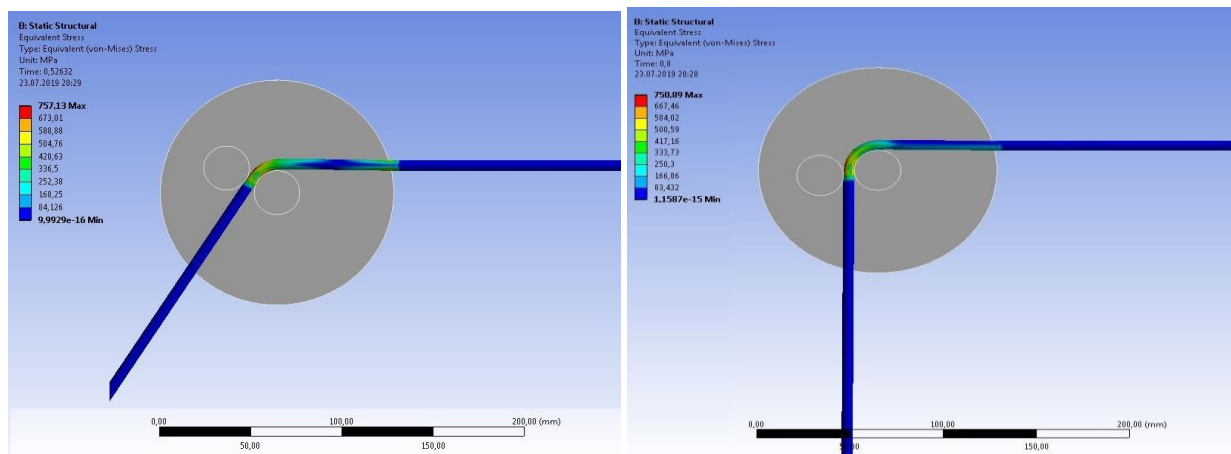 B: Static Structural
Equivalent Stress
Type: Equivalent (von-Mises) Stress
Unit: MPa
Time: 0,52632
23.07.2019 20:29
757,13 Max
673,01
588,88
504,76
420,63
336,5
252,38
168,25
84,126
9,9929e-16 Min
0,00
100,00
200,00 (mm)
50,00
150,00
B: Static Structural
Equivalent Stress
Type: Equivalent (von-Mises) Stress
Unit: MPa
Time: 0,8
23.07.2019 20:28
750,89 Max
667,46
584,02
500,59
417,16
333,73
250,3
166,86
83,432
1,1587e-15 Min
0,00
100,00
200,00 (mm)
150,00